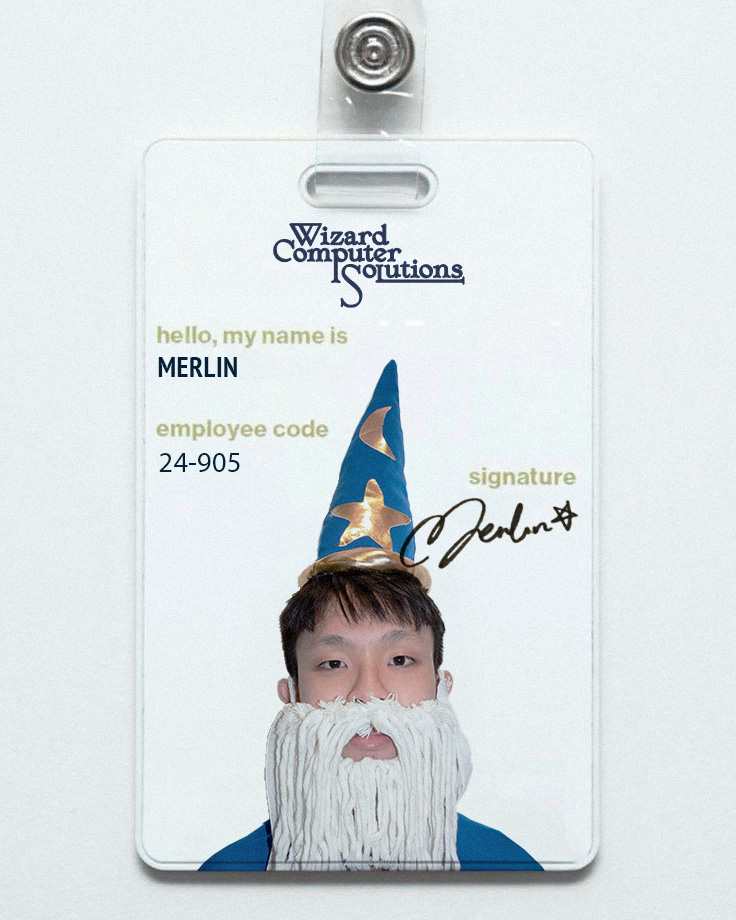 Wizard
Computer
Solutions
hello, my name is
MERLIN
employee code
24-905
signature
Merlin